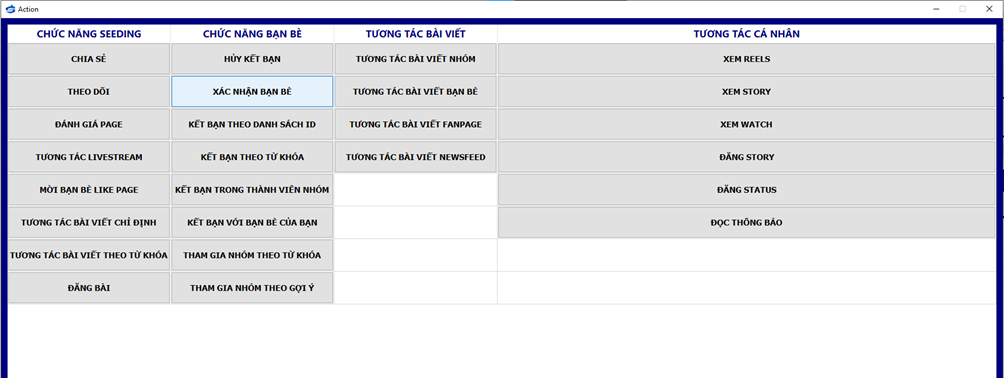 Action
CHỨC NĂNG SEEDING
CHỨC NĂNG BẠN BÈ
TƯƠNG TÁC BÀI VIẾT
TƯƠNG TÁC CÁ NHÂN
CHIA SẺ
HỦY KẾT BẠN
TƯƠNG TÁC BÀI VIẾT NHÓM
XEM REELS
THEO DÕI
XÁC NHẬN BẠN BÈ
TƯƠNG TÁC BÀI VIẾT BẠN BÈ
XEM STORY
ĐÁNH GIÁ PAGE
KẾT BẠN THEO DANH SÁCH ID
TƯƠNG TÁC BÀI VIẾT FANPAGE
XEM WATCH
TƯƠNG TÁC LIVESTREAM
KẾT BẠN THEO TỪ KHÓA
TƯƠNG TÁC BÀI VIẾT NEWSFEED
ĐĂNG STORY
MỜI BẠN BÈ LIKE PAGE
KẾT BẠN TRONG THÀNH VIÊN NHÓM
ĐĂNG STATUS
TƯƠNG TÁC BÀI VIẾT CHỈ ĐỊNH
KẾT BẠN VỚI BẠN BÈ CỦA BẠN
ĐỌC THÔNG BÁO
TƯƠNG TÁC BÀI VIẾT THEO TỪ KHÓA
THAM GIA NHÓM THEO TỪ KHÓA
ĐĂNG BÀI
THAM GIA NHÓM THEO GỢI Ý